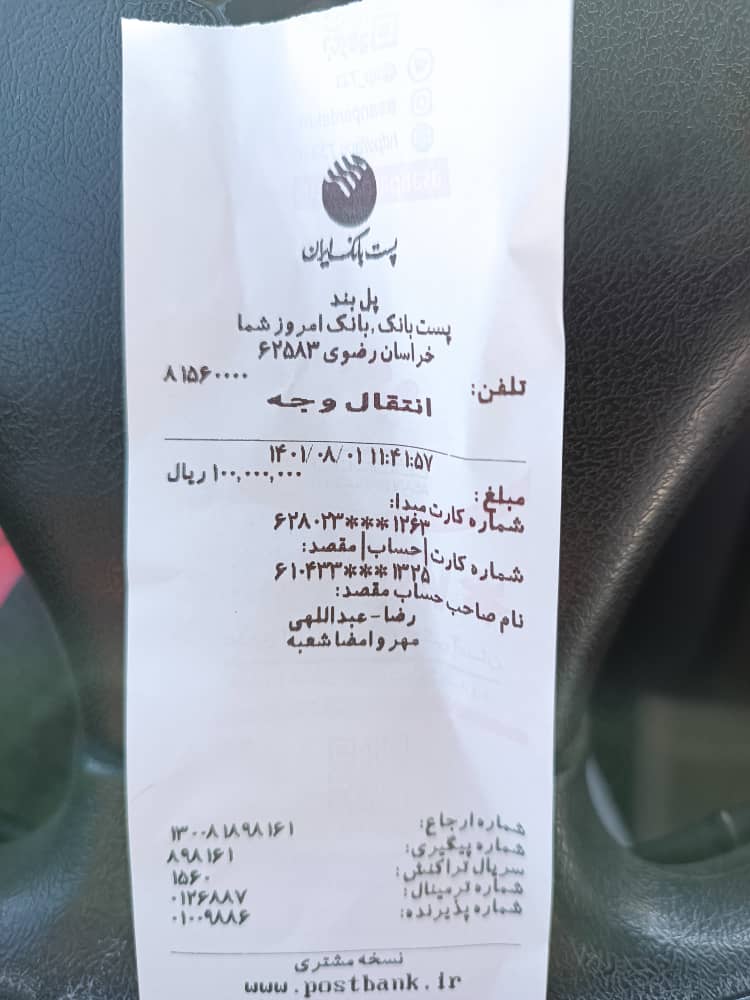 پست بانک ایران
پل بند
پست بانک,بانک امروز شما
خراسان رضوی ۶۲۵۸۳
تلفن: ۸۱۵۶۰۰۰۰
انتقال وجه
۱۴۰۱/۰۸/۰۱ ۱۱:۴۱:۵۷
مبلغ: ۱۰۰,۰۰۰,۰۰۰ ریال
شماره کارت مبدا:
۶۲۸۰۲۳***۱۲۶۳
شماره کارت|حساب| مقصد:
۶۱۰۴۳۳***۱۳۲۵
نام صاحب حساب مقصد:
رضا-عبداللهی
مهر و امضا شعبه
شماره ارجاع: ۱۳۰۰۸۱۸۹۸۱۶۱
شماره پیگیری: ۸۹۸۱۶۱
سریال تراکنش: ۱۵۶۰
شماره ترمینال: ۰۱۲۶۸۸۷
شماره پذیرنده: ۰۱۰۰۹۸۸۶
نسخه مشتری
www.postbank.ir